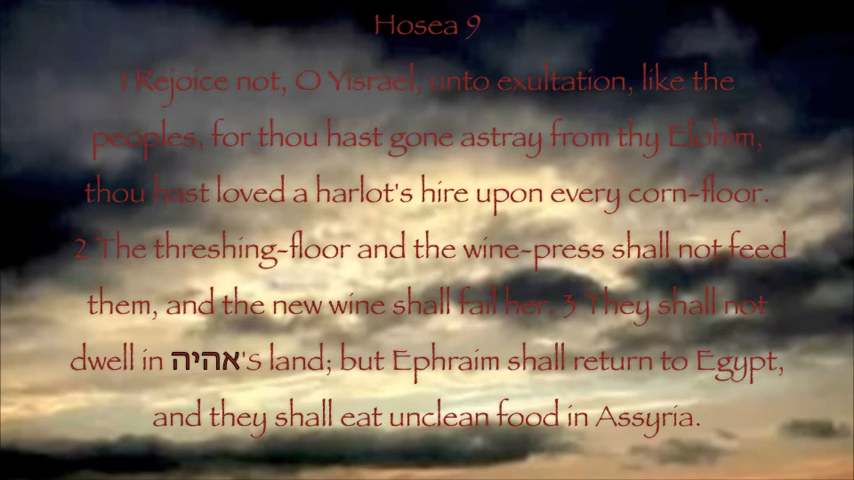 Hosea 9
1 Rejoice not, O Yisrael, unto exultation, like the
peoples, for thou hast gone astray from thy Elohim,
thou hast loved a harlot's hire upon every corn-floor.
2 The threshing-floor and the wine-press shall not feed
them, and the new wine shall fail her. 3 They shall not
dwell in אהיה's land; but Ephraim shall return to Egypt,
and they shall eat unclean food in Assyria.